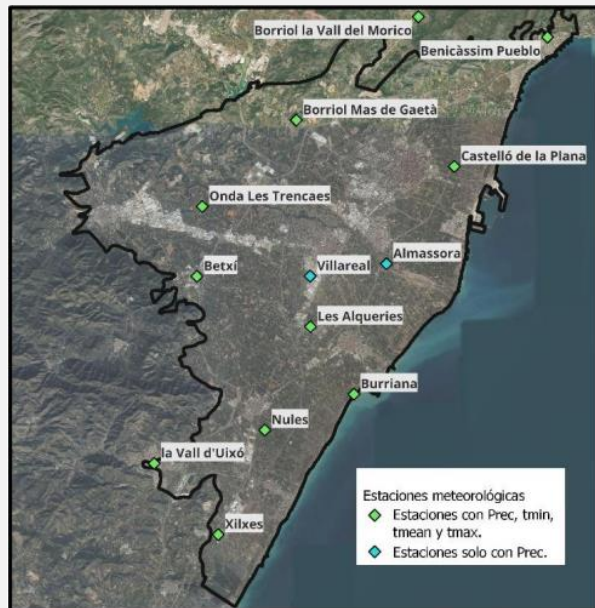 Borriol la Vall del Morico
Benicàssim Pueblo
Borriol Mas de Gaetà
Castelló de la Plana
Onda Les Trencaes
Almassora
Betxí
Villareal
Les Alqueries
Burriana
Nules
la Vall d'Uixó
Xilxes
Estaciones meteorológicas
Estaciones con Prec, tmin,
tmean y tmax.
Estaciones solo con Prec.